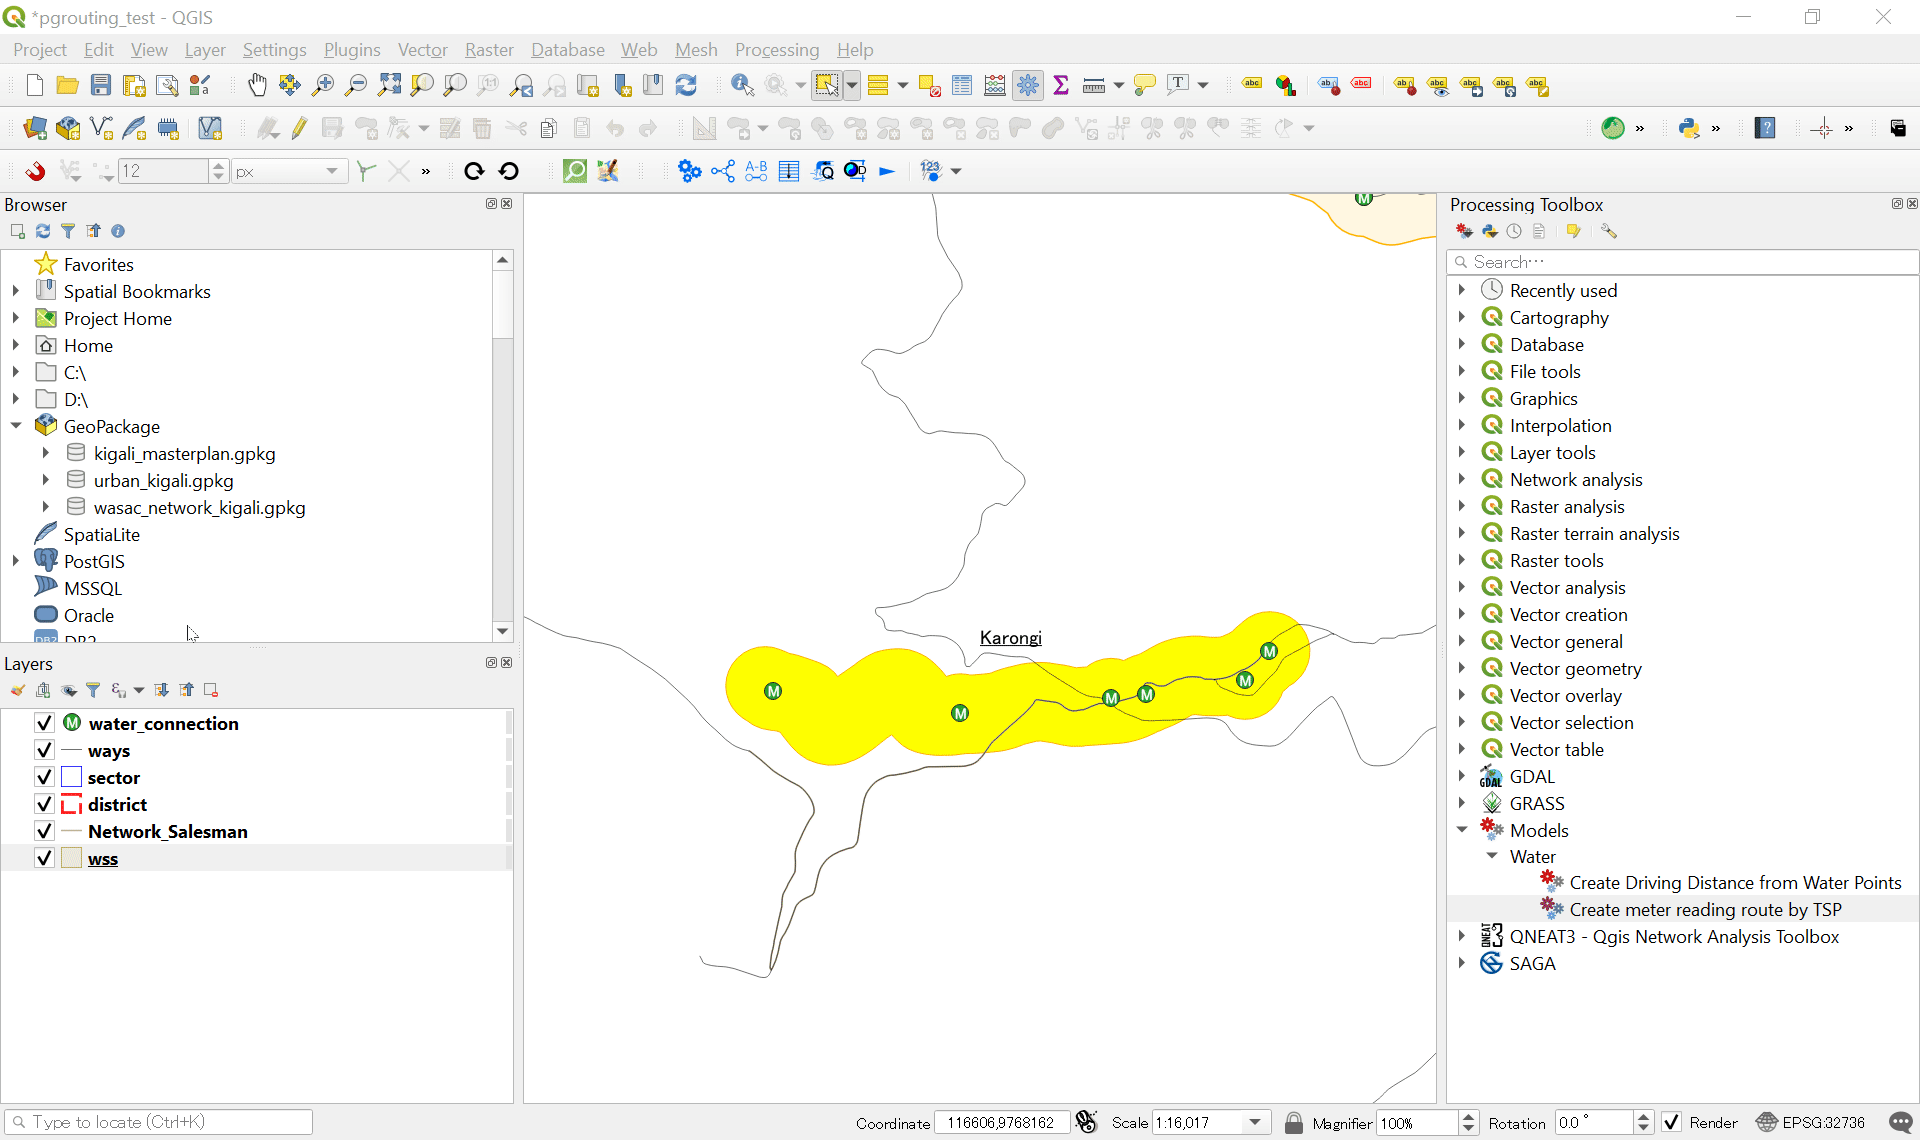 *pgrouting_test - QGIS
Project Edit View Layer Settings Plugins Vector Raster Database Web Mesh Processing Help
12 px
Browser
Favorites
Spatial Bookmarks
Project Home
Home
C:\
D:\
GeoPackage
kigali_masterplan.gpkg
urban_kigali.gpkg
wasac_network_kigali.gpkg
SpatiaLite
PostGIS
MSSQL
Oracle
DB2
Layers
water_connection
ways
sector
district
Network_Salesman
wss
Karongi
M
M
M
M
M
M
M
Processing Toolbox
Search…
Recently used
Cartography
Database
File tools
Graphics
Interpolation
Layer tools
Network analysis
Raster analysis
Raster terrain analysis
Raster tools
Vector analysis
Vector creation
Vector general
Vector geometry
Vector overlay
Vector selection
Vector table
GDAL
GRASS
Models
Water
Create Driving Distance from Water Points
Create meter reading route by TSP
QNEAT3 - Qgis Network Analysis Toolbox
SAGA
Type to locate (Ctrl+K) Coordinate 116606,9768162 Scale 1:16,017 Magnifier 100% Rotation 0.0 ° Render EPSG:32736